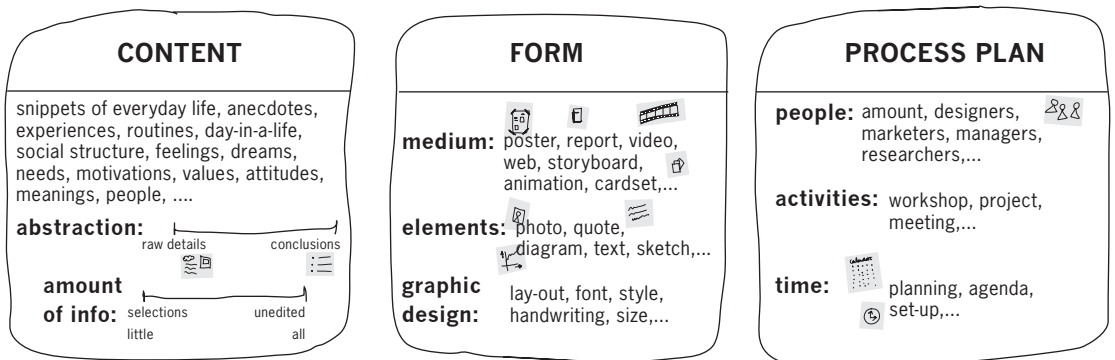 CONTENT
snippets of everyday life, anecdotes,
experiences, routines, day-in-a-life,
social structure, feelings, dreams,
needs, motivations, values, attitudes,
meanings, people, ....
abstraction:
raw details conclusions
amount
of info: selections unedited
little all
FORM
medium: poster, report, video,
web, storyboard,
animation, cardset,...
elements: photo, quote,
diagram, text, sketch,...
graphic
design: lay-out, font, style,
handwriting, size,...
PROCESS PLAN
people: amount, designers,
marketers, managers,
researchers,...
activities: workshop, project,
meeting,...
calendar
time: planning, agenda,
set-up,...